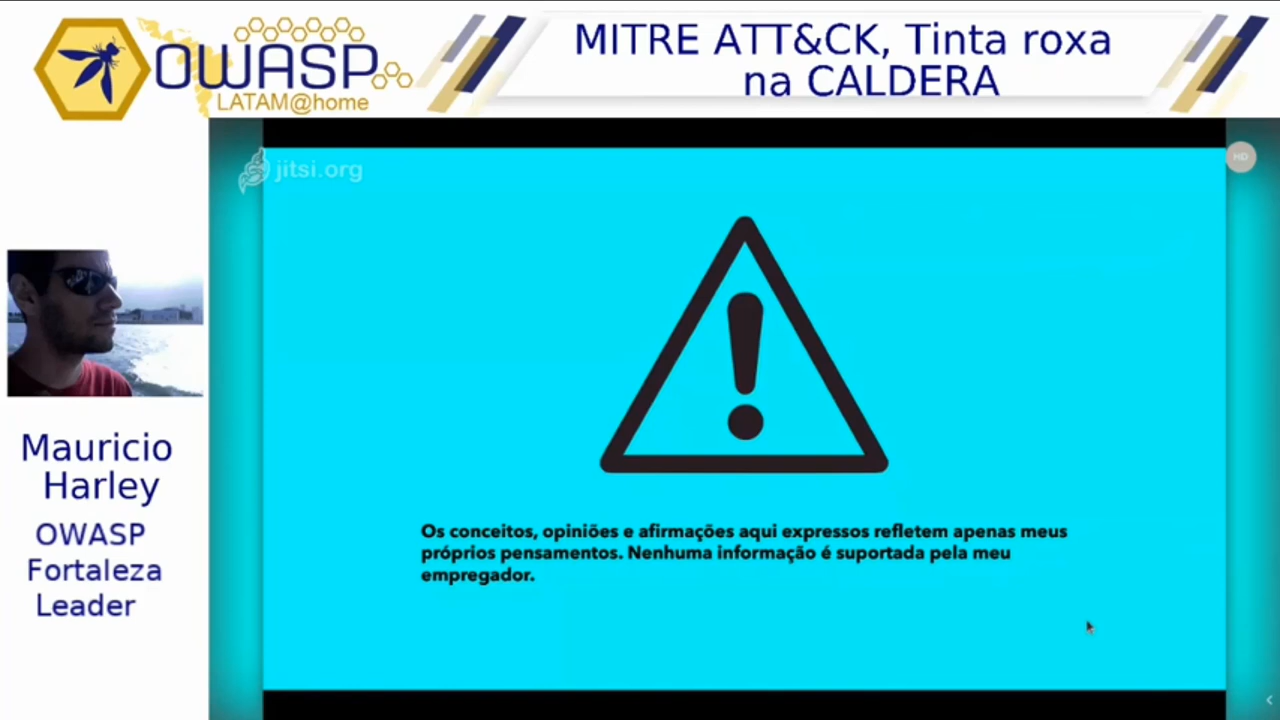 OWASP
LATAM@home
MITRE ATT&CK, Tinta roxa
na CALDERA
jitsi.org
HD
Mauricio
Harley
OWASP
Fortaleza
Leader
Os conceitos, opiniões e afirmações aqui expressos refletem apenas meus
próprios pensamentos. Nenhuma informação é suportada pela meu
empregador.